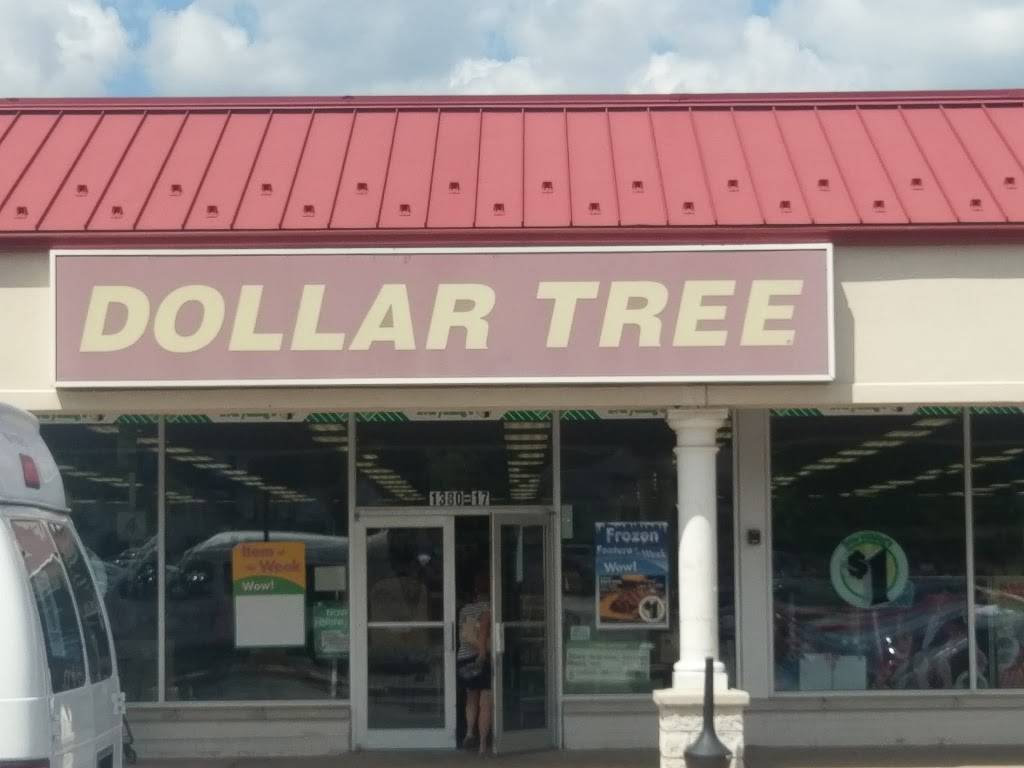 DOLLAR TREE
1380-17
Item of
the Week
Wow!
Frozen
Feature of the Week
Wow!
$1
$1